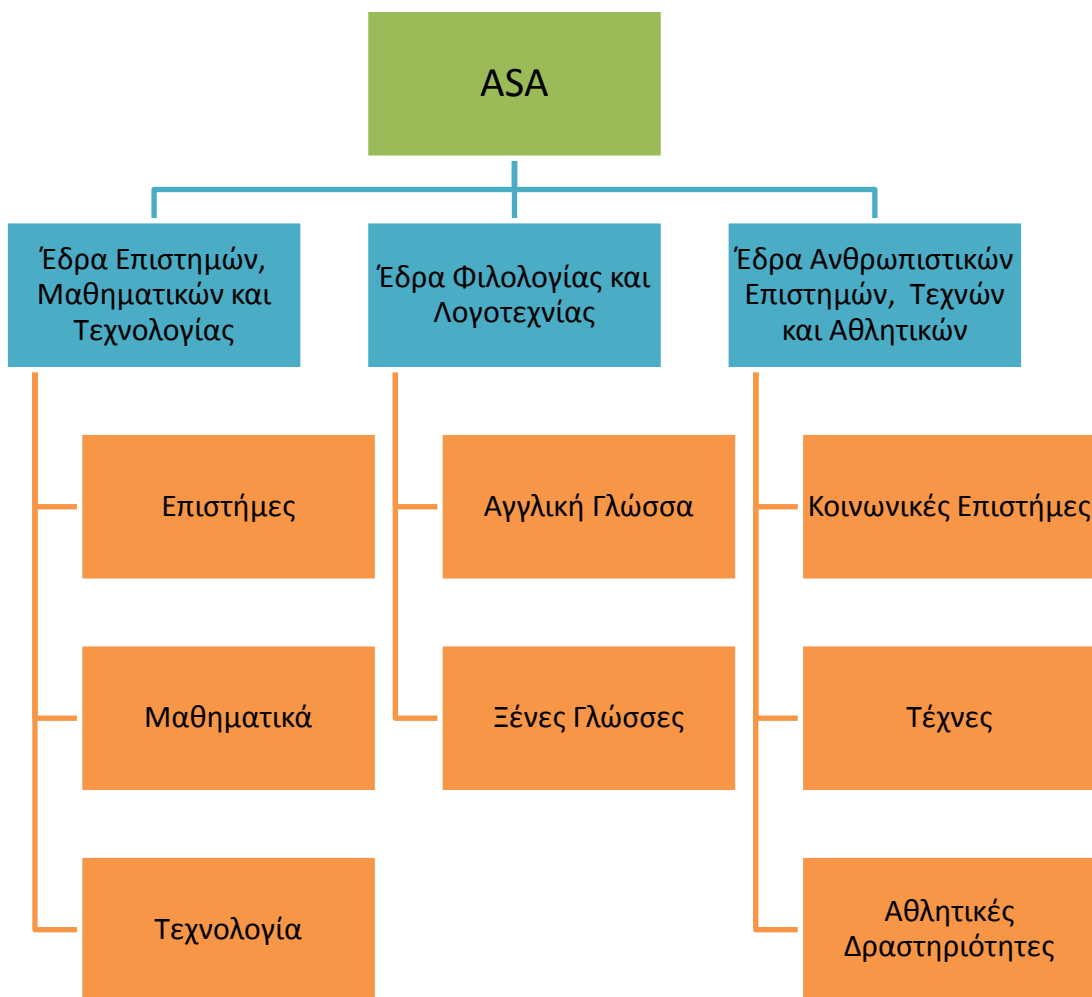 ASA
Έδρα Επιστημών,
Μαθηματικών και
Τεχνολογίας
Έδρα Φιλολογίας και
Λογοτεχνίας
Έδρα Ανθρωπιστικών
Επιστημών, Τεχνών
και Αθλητικών
Επιστήμες
Αγγλική Γλώσσα
Κοινωνικές Επιστήμες
Μαθηματικά
Ξένες Γλώσσες
Τέχνες
Τεχνολογία
Αθλητικές
Δραστηριότητες